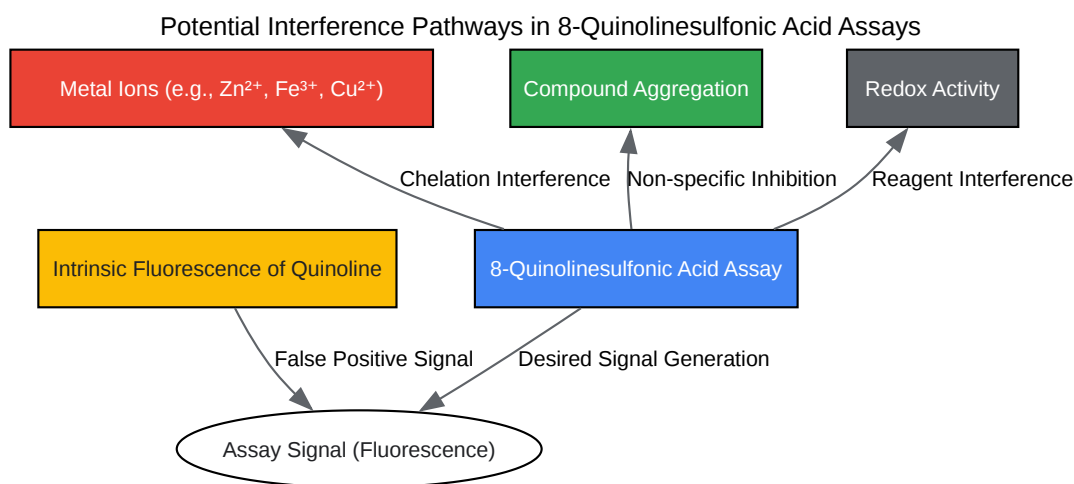 Potential Interference Pathways in 8-Quinolinesulfonic Acid Assays
Metal Ions (e.g., Zn²⁺, Fe³⁺, Cu²⁺)
Compound Aggregation
Redox Activity
Chelation Interference
Non-specific Inhibition
Reagent Interference
Intrinsic Fluorescence of Quinoline
8-Quinolinesulfonic Acid Assay
False Positive Signal
Desired Signal Generation
Assay Signal (Fluorescence)